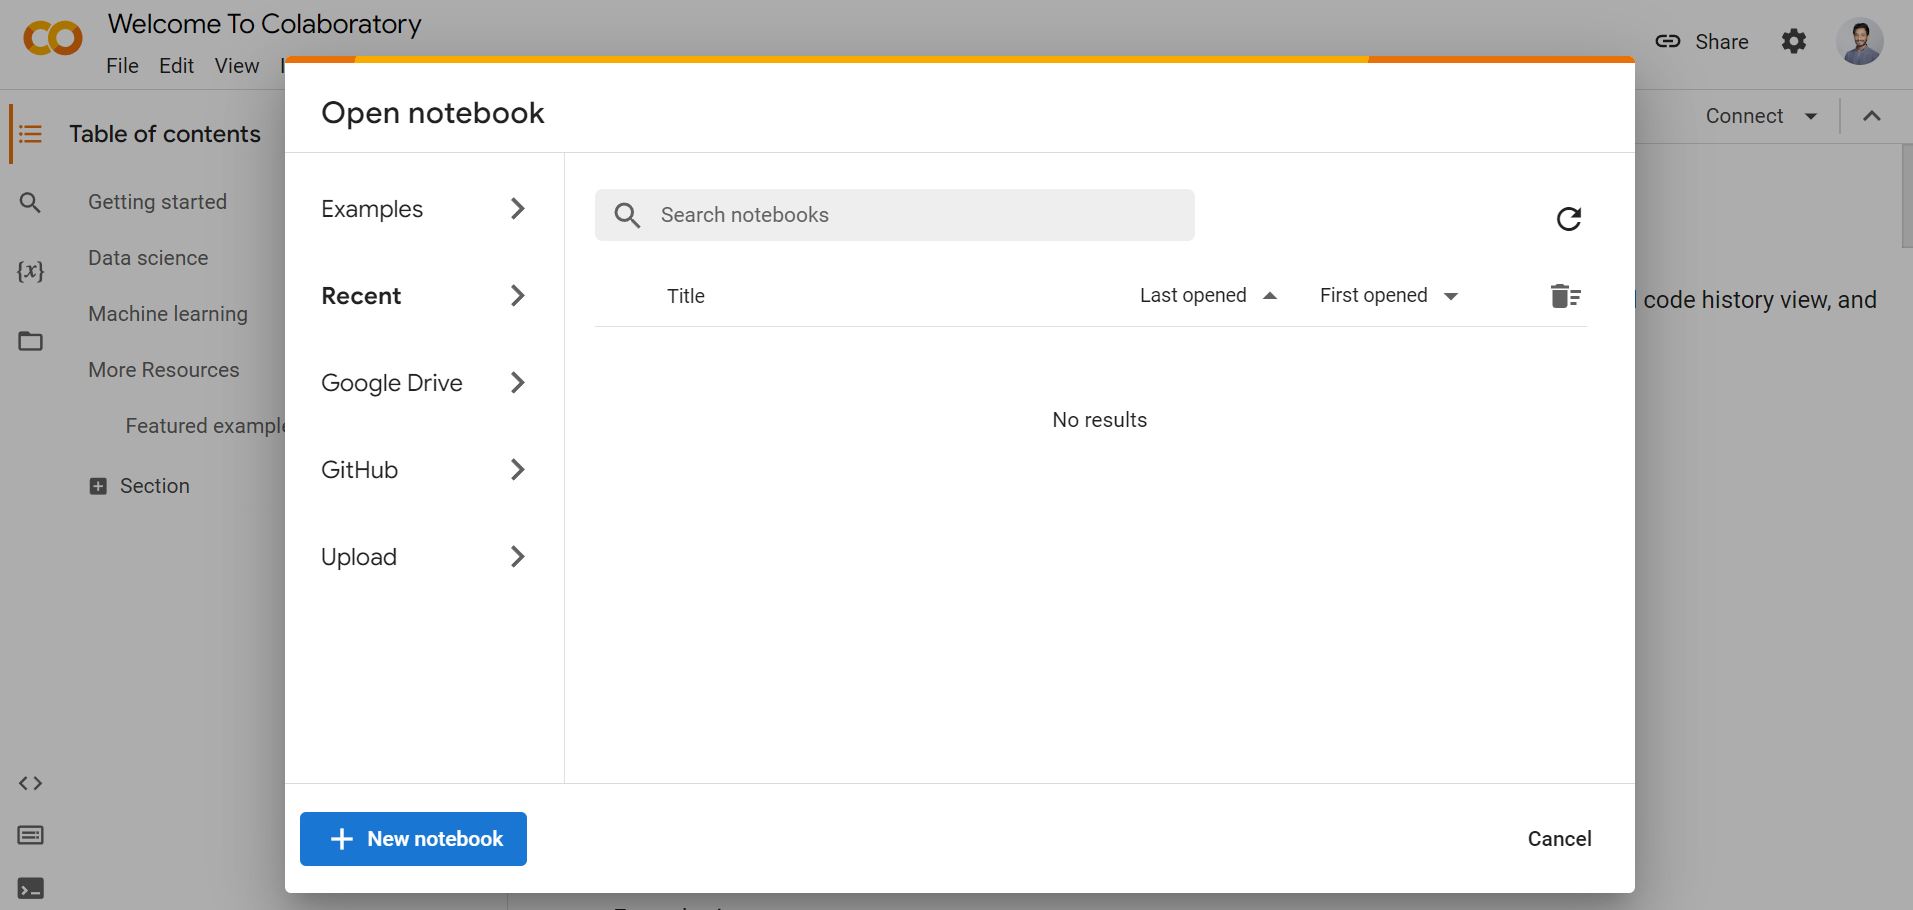 Welcome To Colaboratory
File Edit View
Share
Open notebook
Connect
Table of contents
Getting started
Data science
Machine learning
More Resources
Featured example
Section
Examples
Recent
Google Drive
GitHub
Upload
Search notebooks
Title Last opened First opened
No results
code history view, and
{x}
New notebook
Cancel